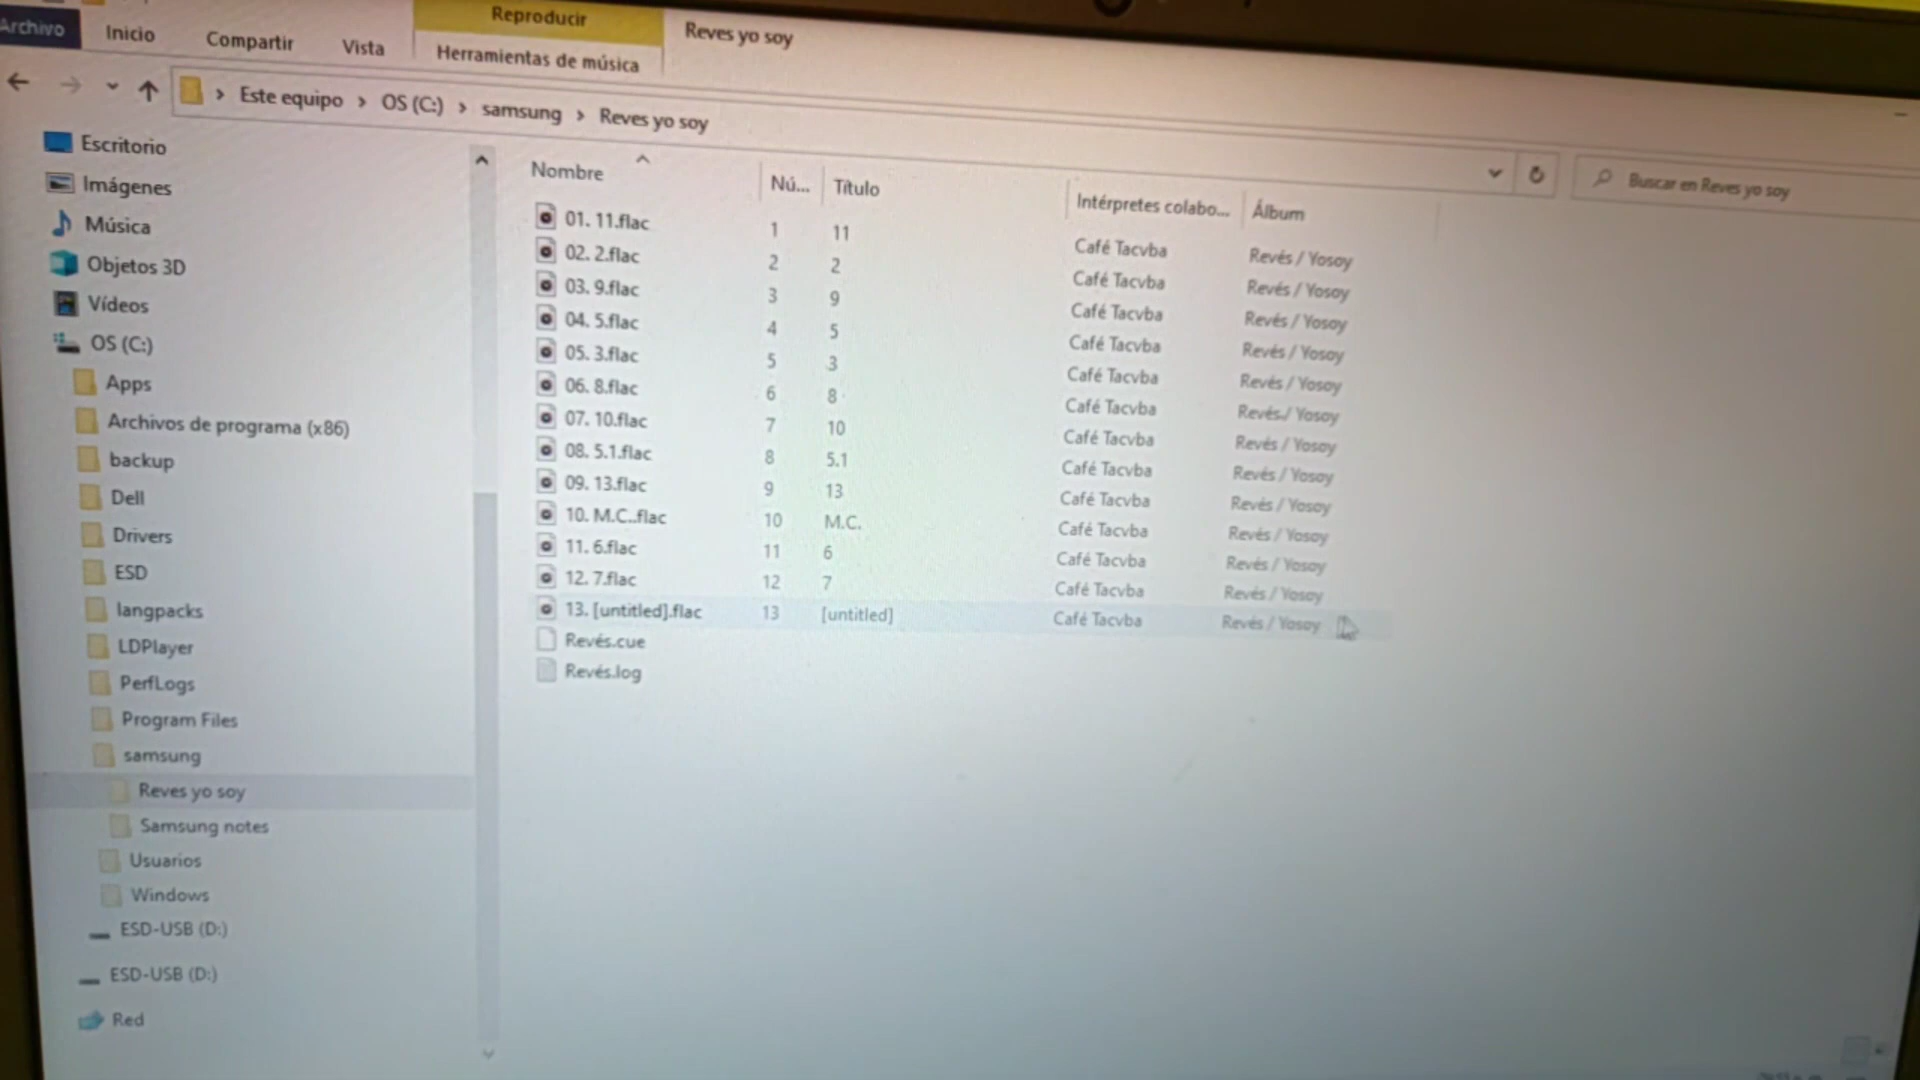 Archivo Inicio Compartir Vista Reproducir Herramientas de música Reves yo soy
Este equipo > OS (C:) > samsung > Reves yo soy
Buscar en Reves yo soy
Escritorio
Imágenes
Música
Objetos 3D
Vídeos
OS (C:)
Apps
Archivos de programa (x86)
backup
Dell
Drivers
ESD
langpacks
LDPlayer
PerfLogs
Program Files
samsung
Reves yo soy
Samsung notes
Usuarios
Windows
ESD-USB (D:)
ESD-USB (D:)
Red
Nombre Nú... Título Intérpretes colabo... Álbum
01. 11.flac 1 11 Café Tacvba Revés / Yosoy
02. 2.flac 2 2 Café Tacvba Revés / Yosoy
03. 9.flac 3 9 Café Tacvba Revés / Yosoy
04. 5.flac 4 5 Café Tacvba Revés / Yosoy
05. 3.flac 5 3 Café Tacvba Revés / Yosoy
06. 8.flac 6 8 Café Tacvba Revés / Yosoy
07. 10.flac 7 10 Café Tacvba Revés / Yosoy
08. 5.1.flac 8 5.1 Café Tacvba Revés / Yosoy
09. 13.flac 9 13 Café Tacvba Revés / Yosoy
10. M.C..flac 10 M.C. Café Tacvba Revés / Yosoy
11. 6.flac 11 6 Café Tacvba Revés / Yosoy
12. 7.flac 12 7 Café Tacvba Revés / Yosoy
13. [untitled].flac 13 [untitled] Café Tacvba Revés / Yosoy
Revés.cue
Revés.log